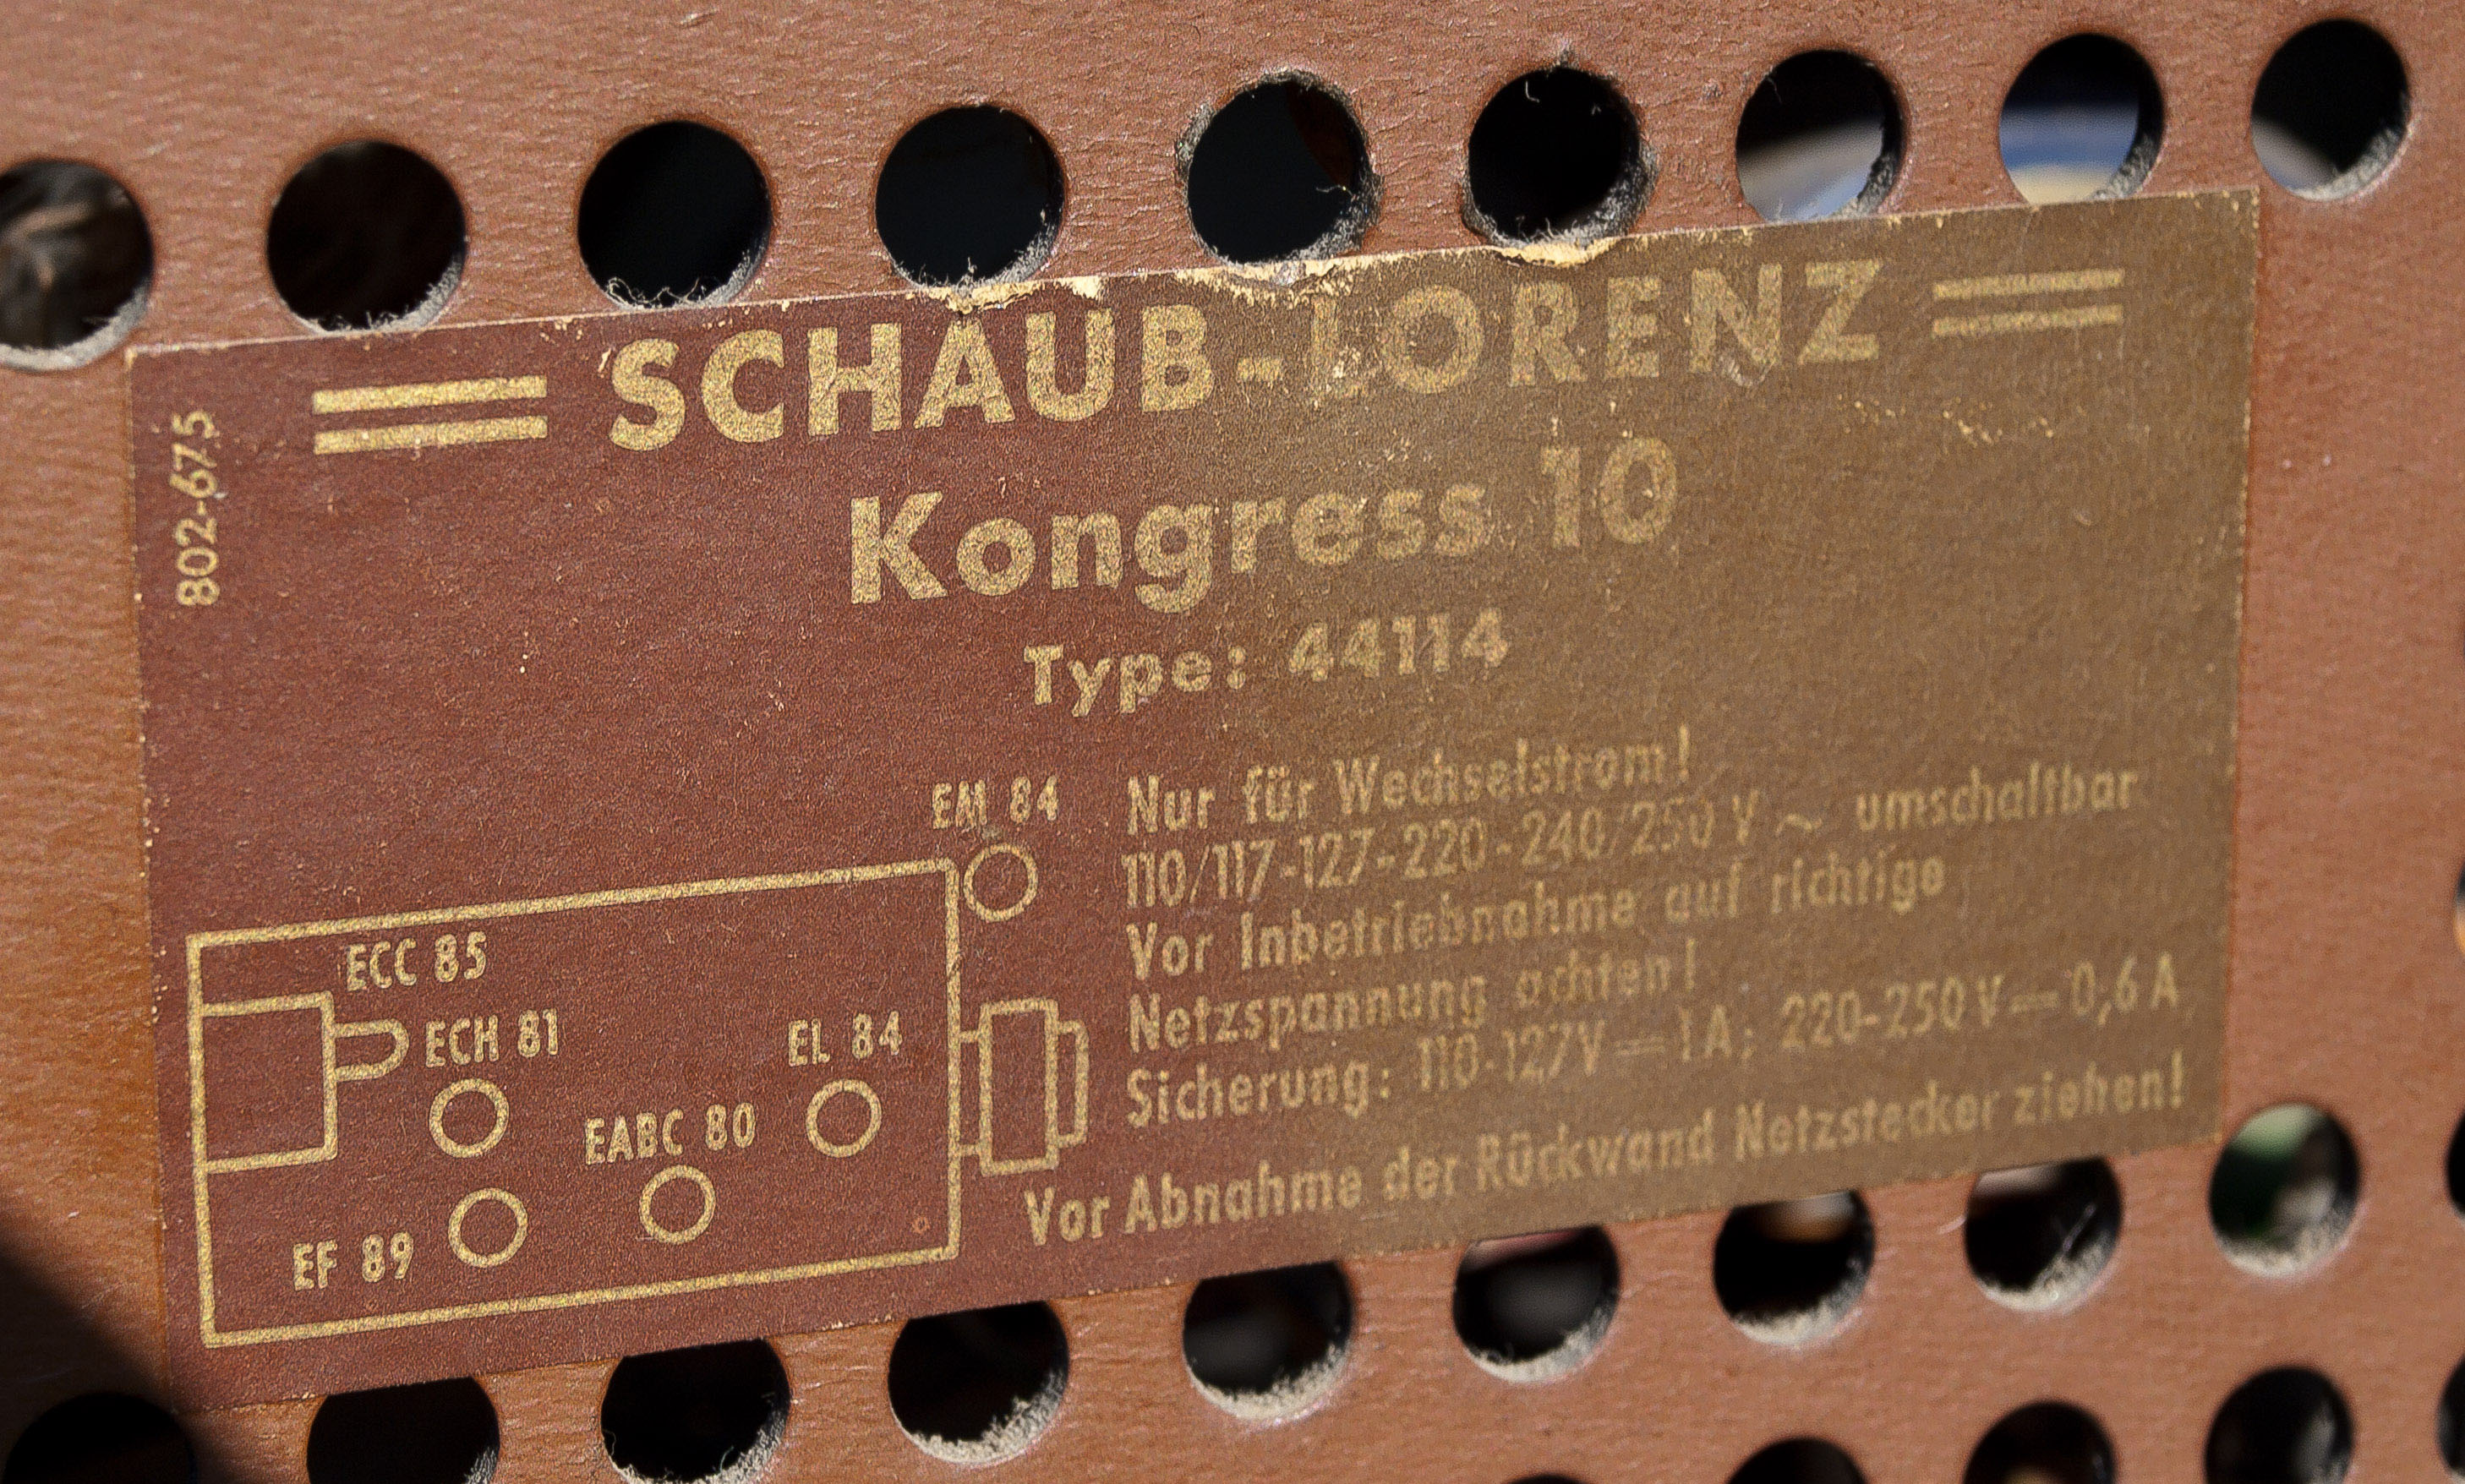 SCHAUB-LORENZ
802-675
Kongress 10
Type: 44114
EM 84
Nur für Wechselstrom!
110/117-127-220-240/250 V ~ umschaltbar
Vor Inbetriebnahme auf richtige
Netzspannung achten!
Sicherung: 110-127V = 1A; 220-250V = 0,6A
Vor Abnahme der Rückwand Netzstecker ziehen!
ECC 85
ECH 81
EL 84
EABC 80
EF 89